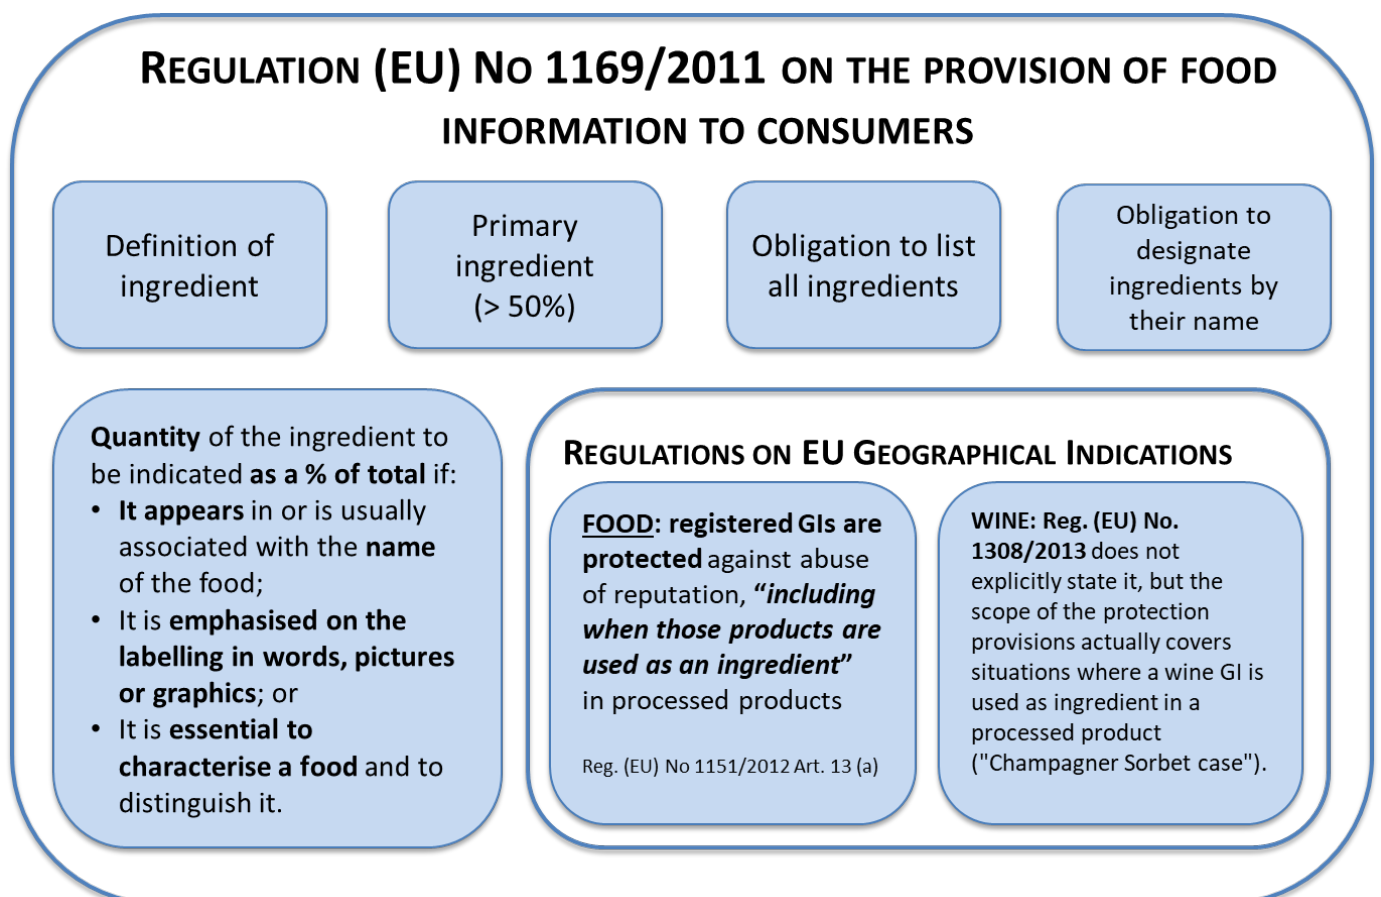 REGULATION (EU) NO 1169/2011 ON THE PROVISION OF FOOD
INFORMATION TO CONSUMERS
Definition of
ingredient
Primary
ingredient
(> 50%)
Obligation to list
all ingredients
Obligation to
designate
ingredients by
their name
Quantity of the ingredient to
be indicated as a % of total if:
• It appears in or is usually
associated with the name
of the food;
• It is emphasised on the
labelling in words, pictures
or graphics; or
• It is essential to
characterise a food and to
distinguish it.
REGULATIONS ON EU GEOGRAPHICAL INDICATIONS
FOOD: registered GIs are
protected against abuse
of reputation, “including
when those products are
used as an ingredient”
in processed products
Reg. (EU) No 1151/2012 Art. 13 (a)
WINE: Reg. (EU) No.
1308/2013 does not
explicitly state it, but the
scope of the protection
provisions actually covers
situations where a wine GI is
used as ingredient in a
processed product
("Champagner Sorbet case").